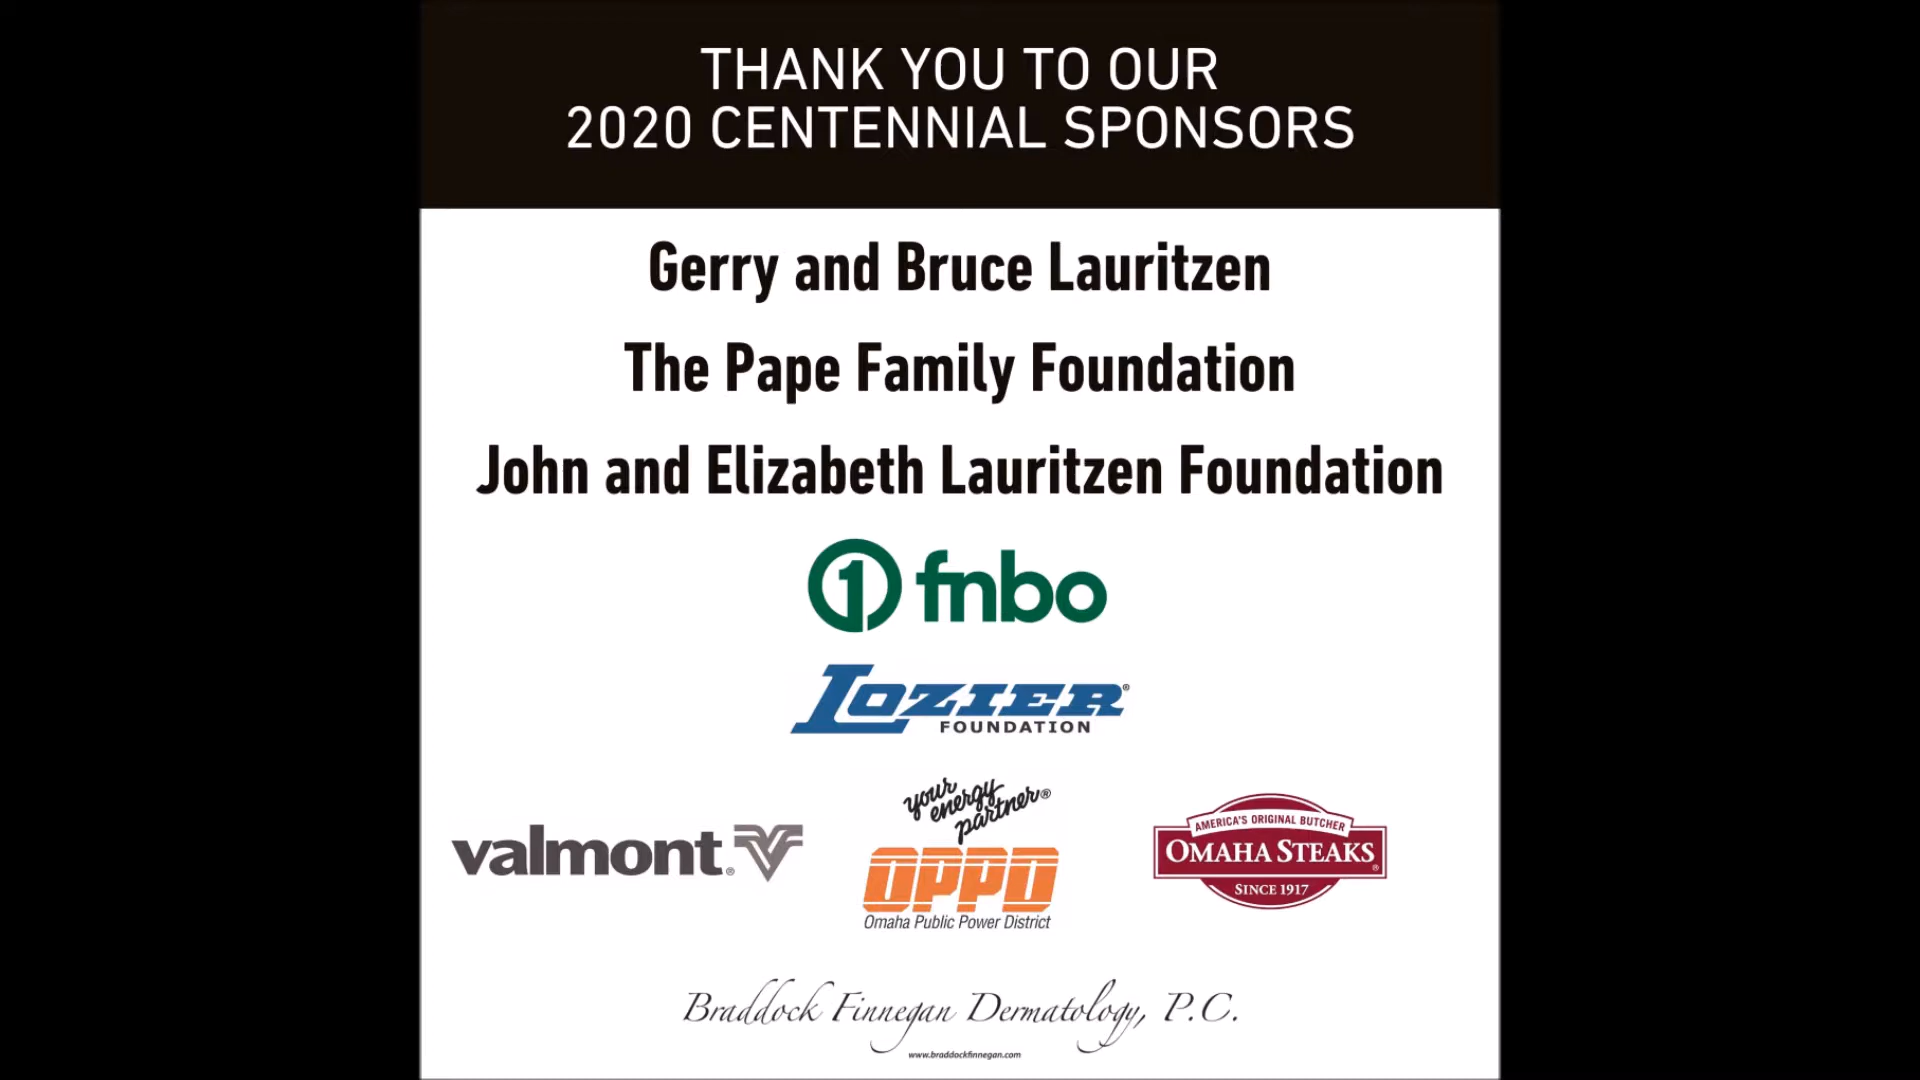 THANK YOU TO OUR
2020 CENTENNIAL SPONSORS
Gerry and Bruce Lauritzen
The Pape Family Foundation
John and Elizabeth Lauritzen Foundation
1 fnbo
LOZIER®
FOUNDATION
your energy partner®
valmont®
OPPD
Omaha Public Power District
AMERICA'S ORIGINAL BUTCHER
OMAHA STEAKS®
SINCE 1917
Braddock Finnegan Dermatology, P.C.
www.braddockfinnegan.com